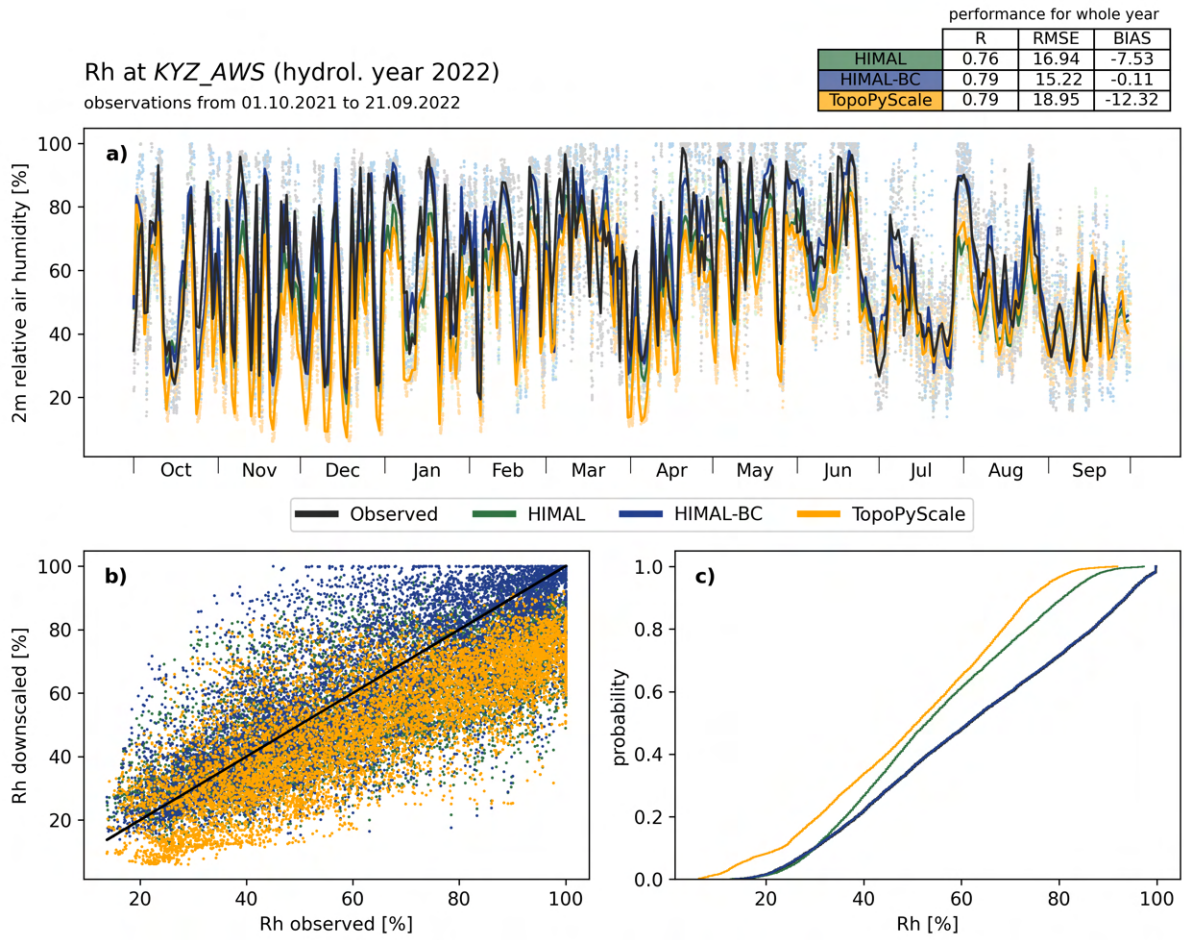 performance for whole year
R RMSE BIAS
HIMAL 0.76 16.94 -7.53
HIMAL-BC 0.79 15.22 -0.11
TopoPyScale 0.79 18.95 -12.32
Rh at KYZ_AWS (hydrol. year 2022)
observations from 01.10.2021 to 21.09.2022
a)
2m relative air humidity [%]
100
80
60
40
20
Oct Nov Dec Jan Feb Mar Apr May Jun Jul Aug Sep
Observed HIMAL HIMAL-BC TopoPyScale
b)
Rh downscaled [%]
100
80
60
40
20
20 40 60 80 100
Rh observed [%]
c)
probability
1.0
0.8
0.6
0.4
0.2
0.0
20 40 60 80 100
Rh [%]